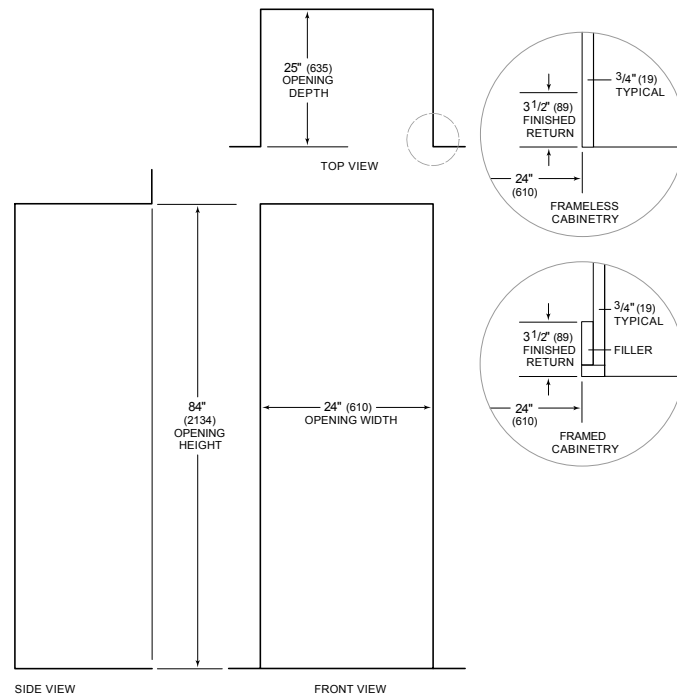 25" (635)
OPENING
DEPTH
TOP VIEW
3/4" (19)
TYPICAL
3 1/2" (89)
FINISHED
RETURN
24"
(610)
FRAMELESS
CABINETRY
3/4" (19)
TYPICAL
3 1/2" (89)
FINISHED
RETURN
FILLER
24"
(610)
FRAMED
CABINETRY
84"
(2134)
OPENING
HEIGHT
24" (610)
OPENING WIDTH
SIDE VIEW
FRONT VIEW